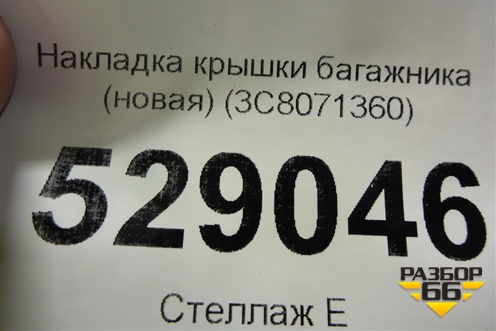 Накладка крышки багажника
(новая) (3C8071360)
529046
РАЗБОР
66
Стеллаж Е